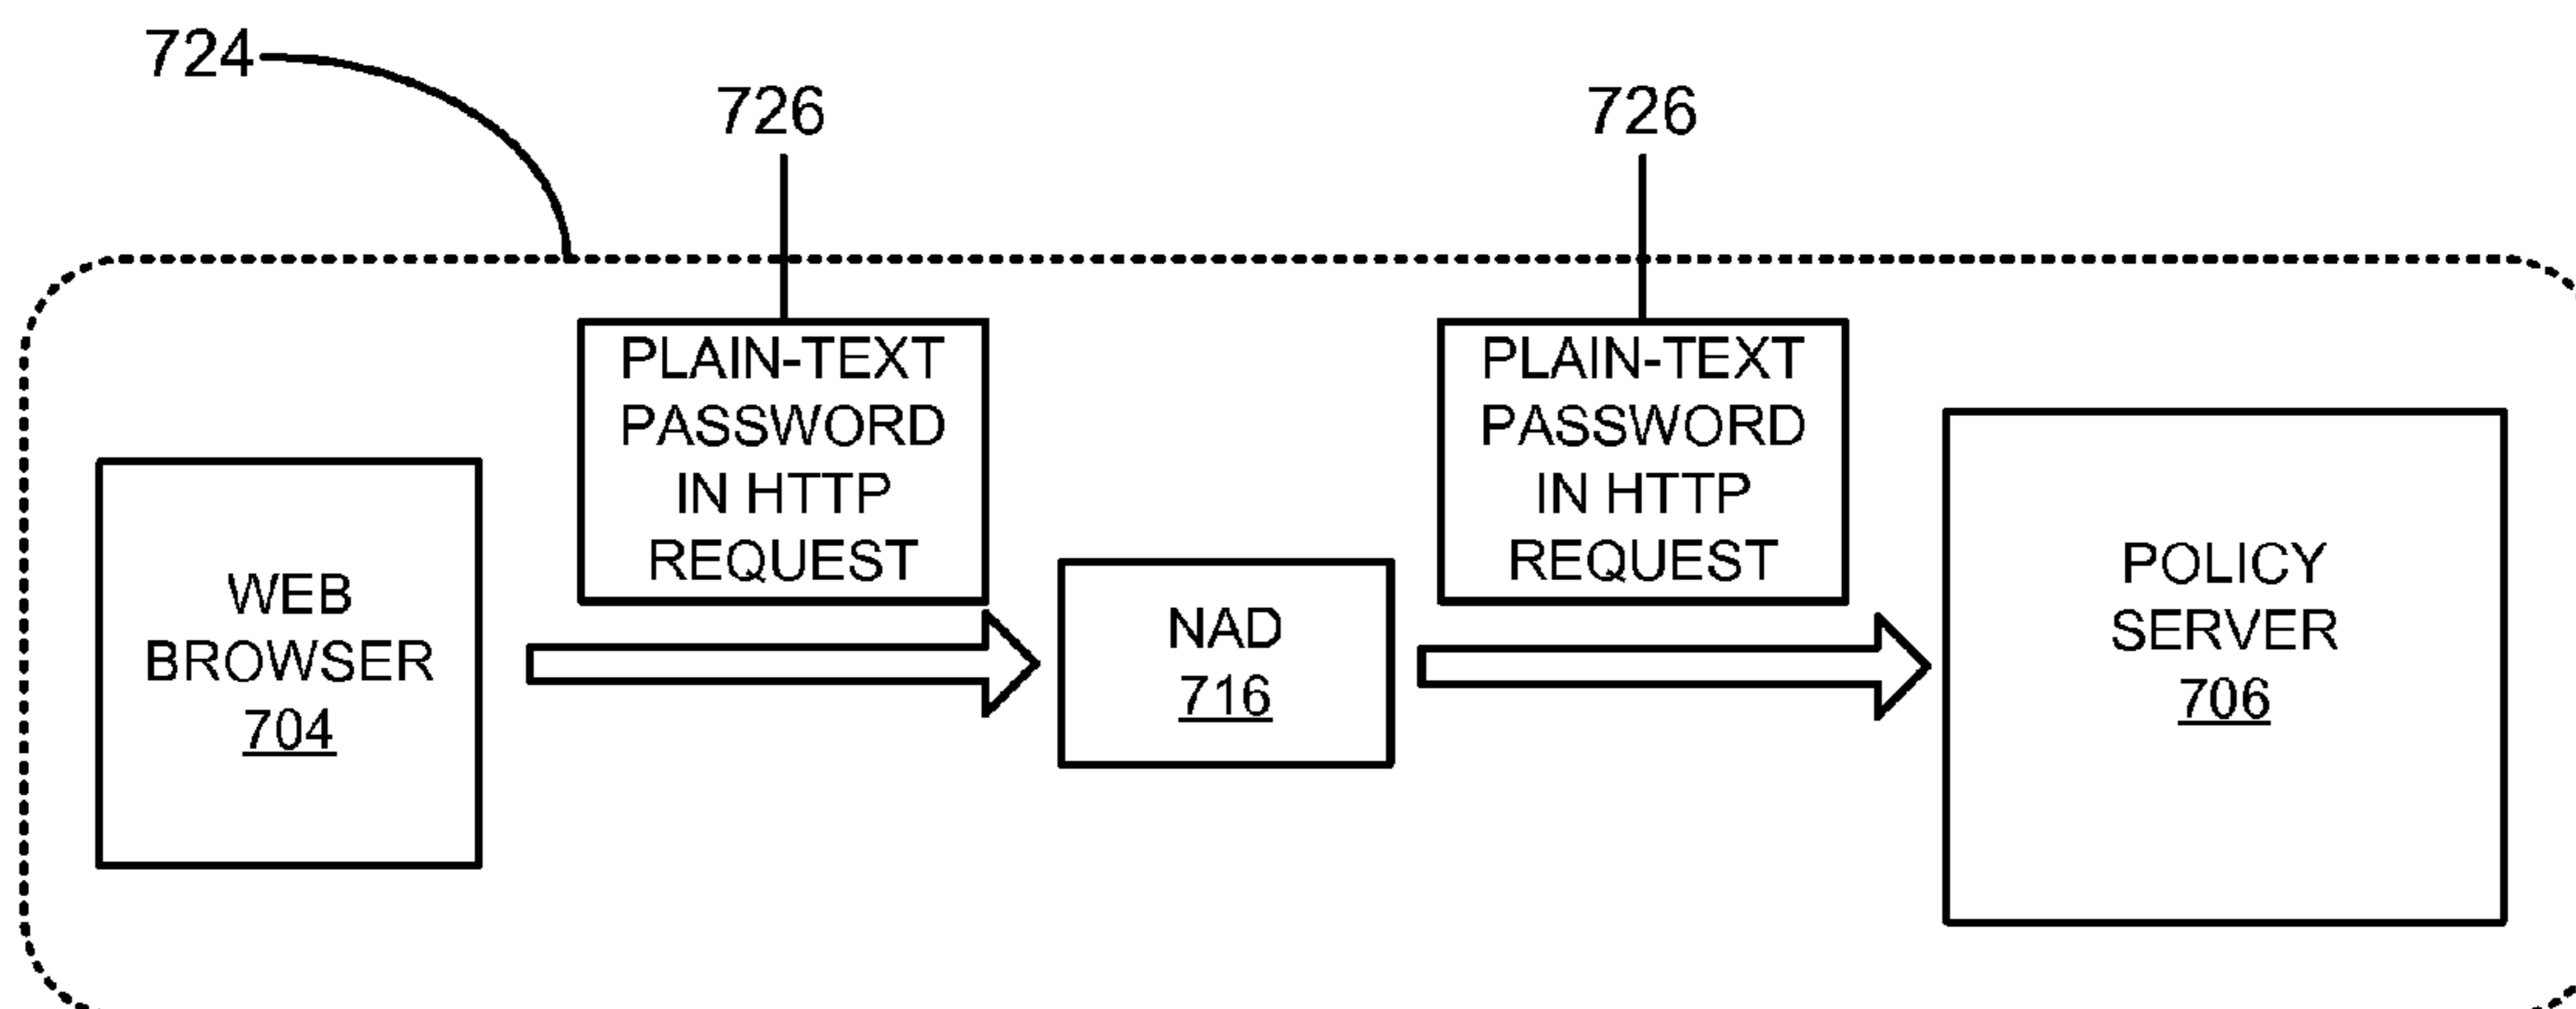 724
726
726
PLAIN-TEXT
PASSWORD
IN HTTP
REQUEST
PLAIN-TEXT
PASSWORD
IN HTTP
REQUEST
WEB
BROWSER
704
NAD
716
POLICY
SERVER
706